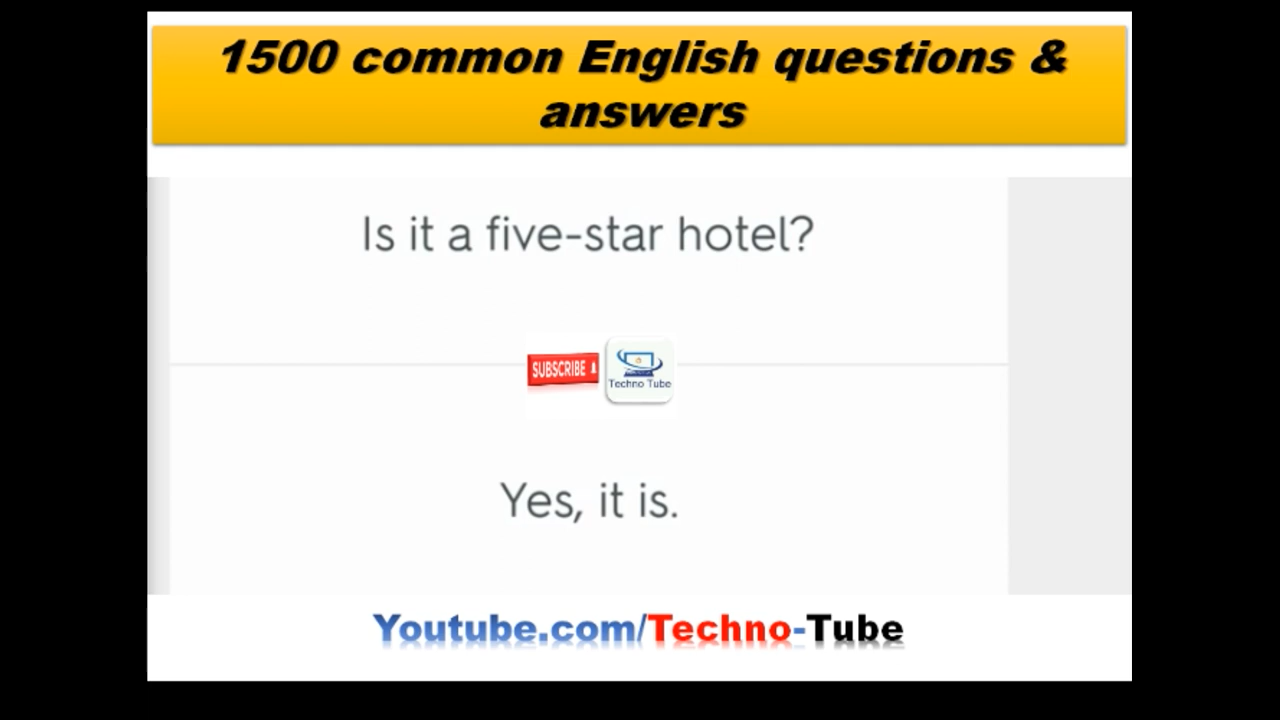 1500 common English questions &
answers
Is it a five-star hotel?
SUBSCRIBE
Techno Tube
Yes, it is.
Youtube.com/Techno-Tube